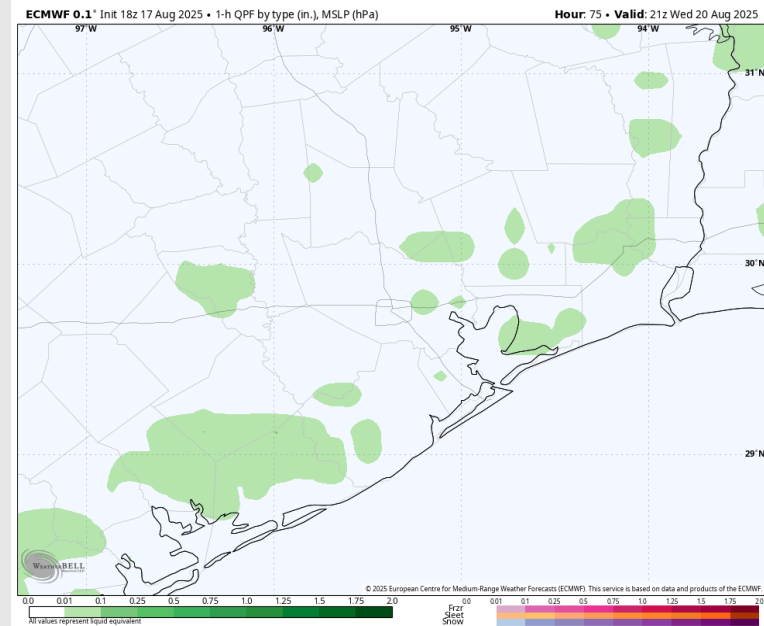 ECMWF 0.1° Init 18z 17 Aug 2025 • 1-h QPF by type (in.), MSLP (hPa) Hour: 75 • Valid: 21z Wed 20 Aug 2025
97°W 96°W 95°W 94°W
31°N
30°N
29°N
WEATHERBELL
© 2025 European Centre for Medium-Range Weather Forecasts (ECMWF). This service is based on data and products of the ECMWF.
0.0 0.01 0.1 0.25 0.5 0.75 1.0 1.25 1.5 1.75 2.0 0.0 0.01 0.1 0.25 0.5 0.75 1.0 1.25 1.5 1.75 2.0
Frzr
Sleet
Snow
All values represent liquid equivalent